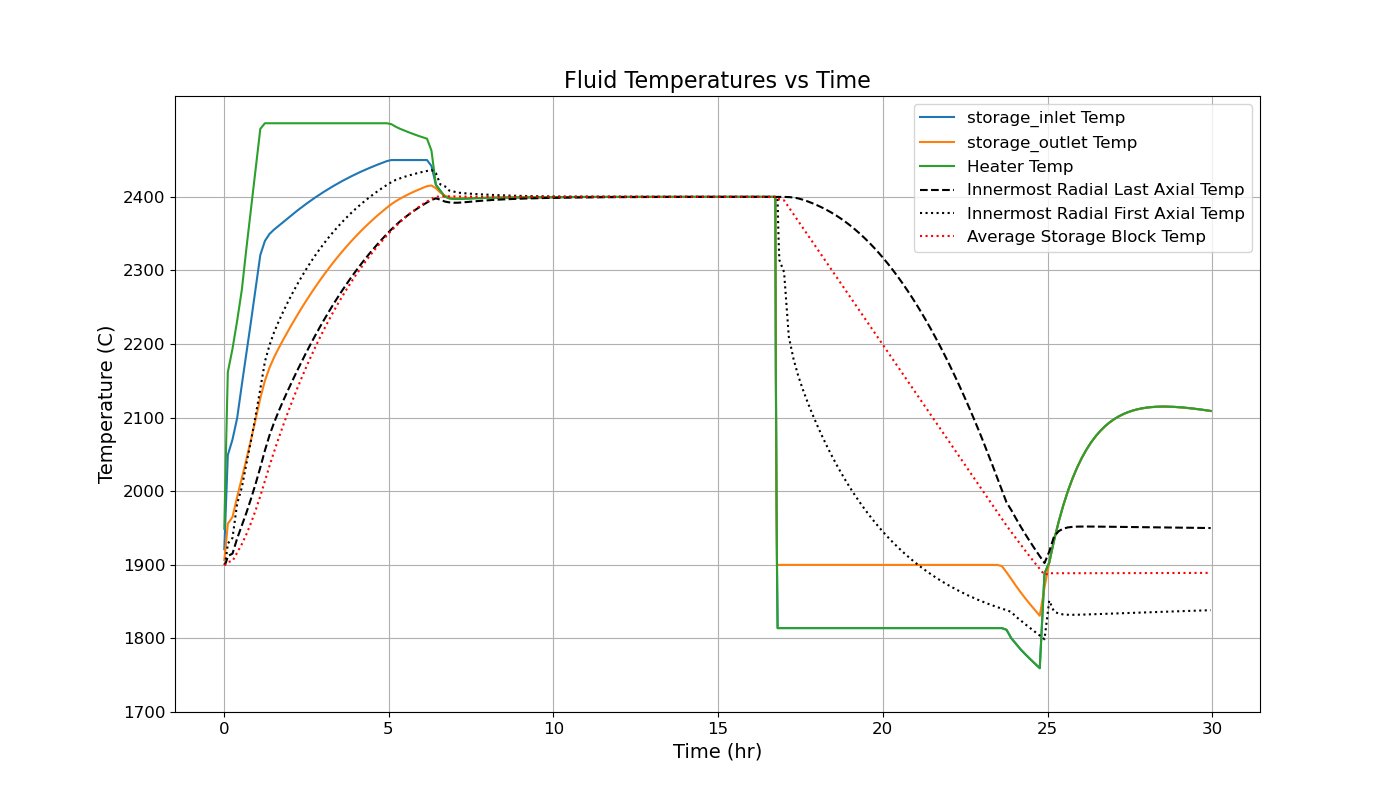 Fluid Temperatures vs Time
storage_inlet Temp
storage_outlet Temp
Heater Temp
Innermost Radial Last Axial Temp
Innermost Radial First Axial Temp
Average Storage Block Temp
Temperature (C)
2400
2300
2200
2100
2000
1900
1800
1700
0 5 10 15 20 25 30
Time (hr)